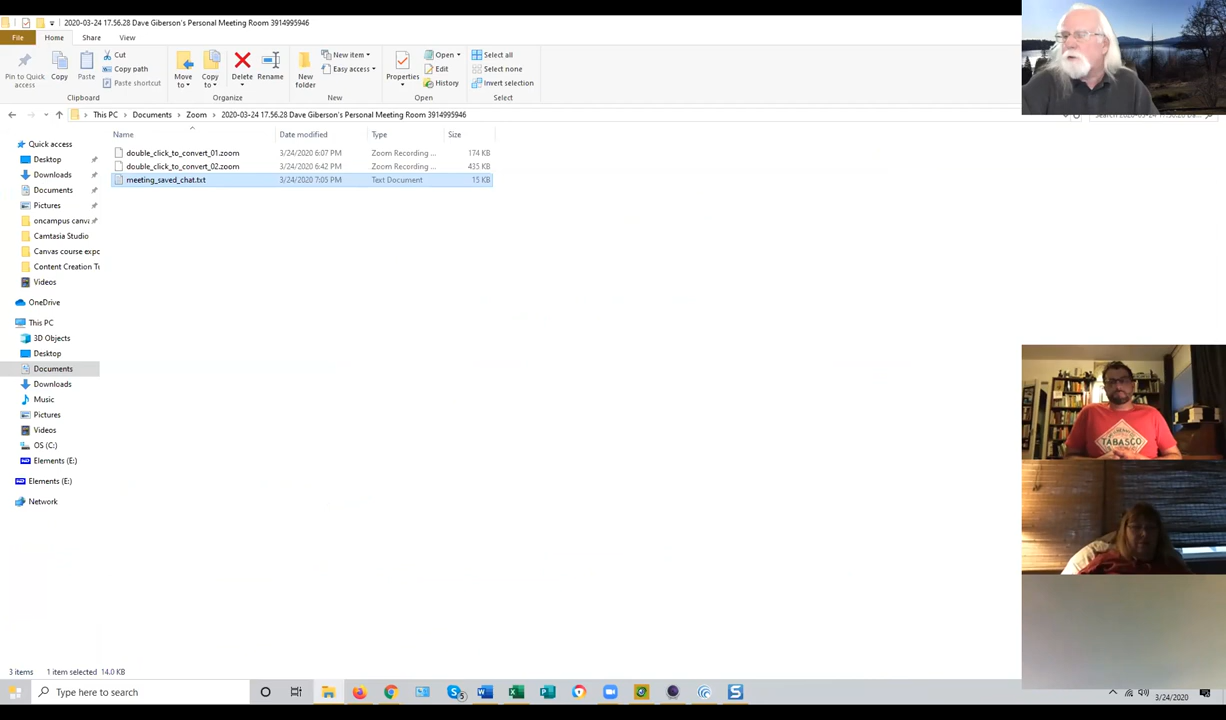 2020-03-24 17.56.28 Dave Giberson's Personal Meeting Room 3914995946
File Home Share View
Pin to Quick access
Copy
Paste
Cut
Copy path
Paste shortcut
Clipboard
Move to
Copy to
Delete
Rename
Organize
New folder
New item
Easy access
New
Properties
Open
Edit
History
Open
Select all
Select none
Invert selection
Select
This PC Documents Zoom 2020-03-24 17.56.28 Dave Giberson's Personal Meeting Room 3914995946
Name Date modified Type Size
double_click_to_convert_01.zoom 3/24/2020 6:07 PM Zoom Recording ... 174 KB
double_click_to_convert_02.zoom 3/24/2020 6:42 PM Zoom Recording ... 435 KB
meeting_saved_chat.txt 3/24/2020 7:05 PM Text Document 15 KB
Quick access
Desktop
Downloads
Documents
Pictures
oncampus canva
Camtasia Studio
Canvas course expo
Content Creation Tu
Videos
OneDrive
This PC
3D Objects
Desktop
Documents
Downloads
Music
Pictures
Videos
OS (C:)
Elements (E:)
Elements (E:)
Network
TABASCO
3 items 1 item selected 14.0 KB
Type here to search
3/24/2020